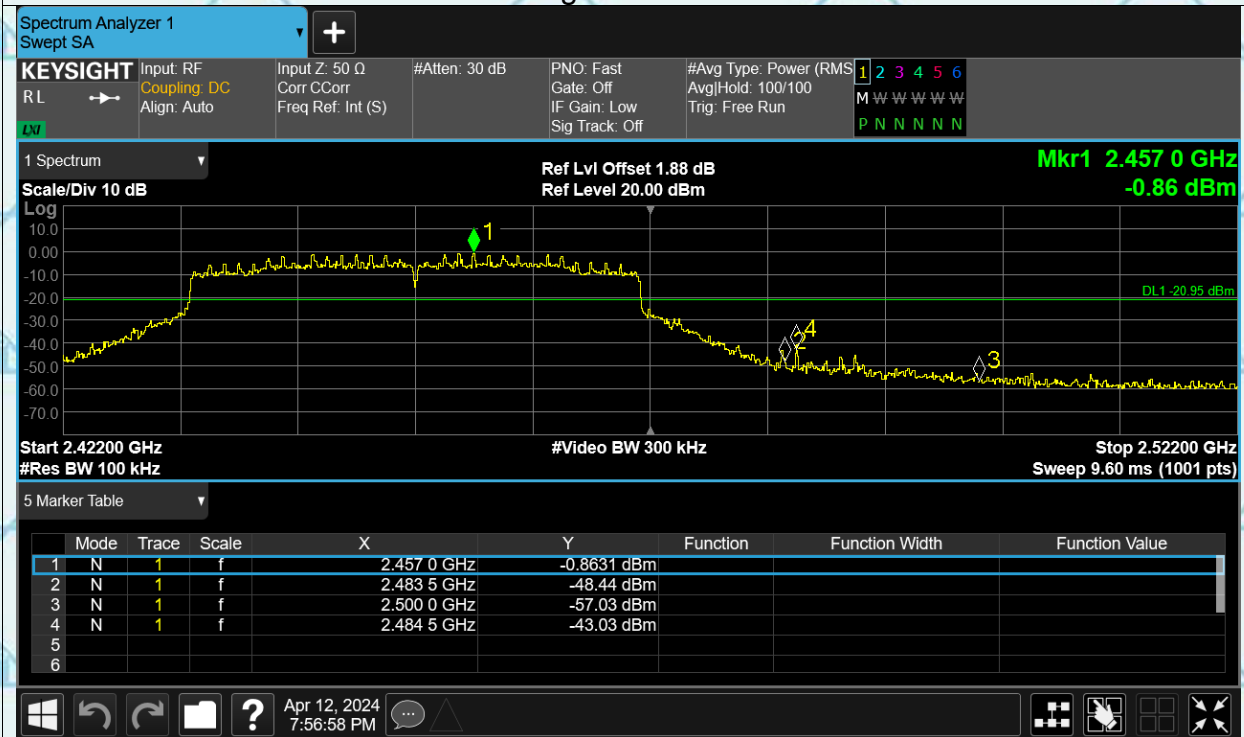 Spectrum Analyzer 1
Swept SA
+
KEYSIGHT Input: RF Input Z: 50 Ω #Atten: 30 dB PNO: Fast #Avg Type: Power (RMS 1 2 3 4 5 6
R L Coupling: DC Corr CCorr Gate: Off Avg|Hold: 100/100 M W W W W W
Align: Auto Freq Ref: Int (S) IF Gain: Low Trig: Free Run P N N N N N
LXI Sig Track: Off
1 Spectrum Ref Lvl Offset 1.88 dB Mkr1 2.457 0 GHz
Scale/Div 10 dB Ref Level 20.00 dBm -0.86 dBm
Log
10.0 1
0.00
-10.0
-20.0 DL1 -20.95 dBm
-30.0
-40.0 4
-50.0 3
-60.0
-70.0
Start 2.42200 GHz #Video BW 300 kHz Stop 2.52200 GHz
#Res BW 100 kHz Sweep 9.60 ms (1001 pts)
5 Marker Table
Mode Trace Scale X Y Function Function Width Function Value
1 N 1 f 2.457 0 GHz -0.8631 dBm
2 N 1 f 2.483 5 GHz -48.44 dBm
3 N 1 f 2.500 0 GHz -57.03 dBm
4 N 1 f 2.484 5 GHz -43.03 dBm
5
6
? Apr 12, 2024
7:56:58 PM